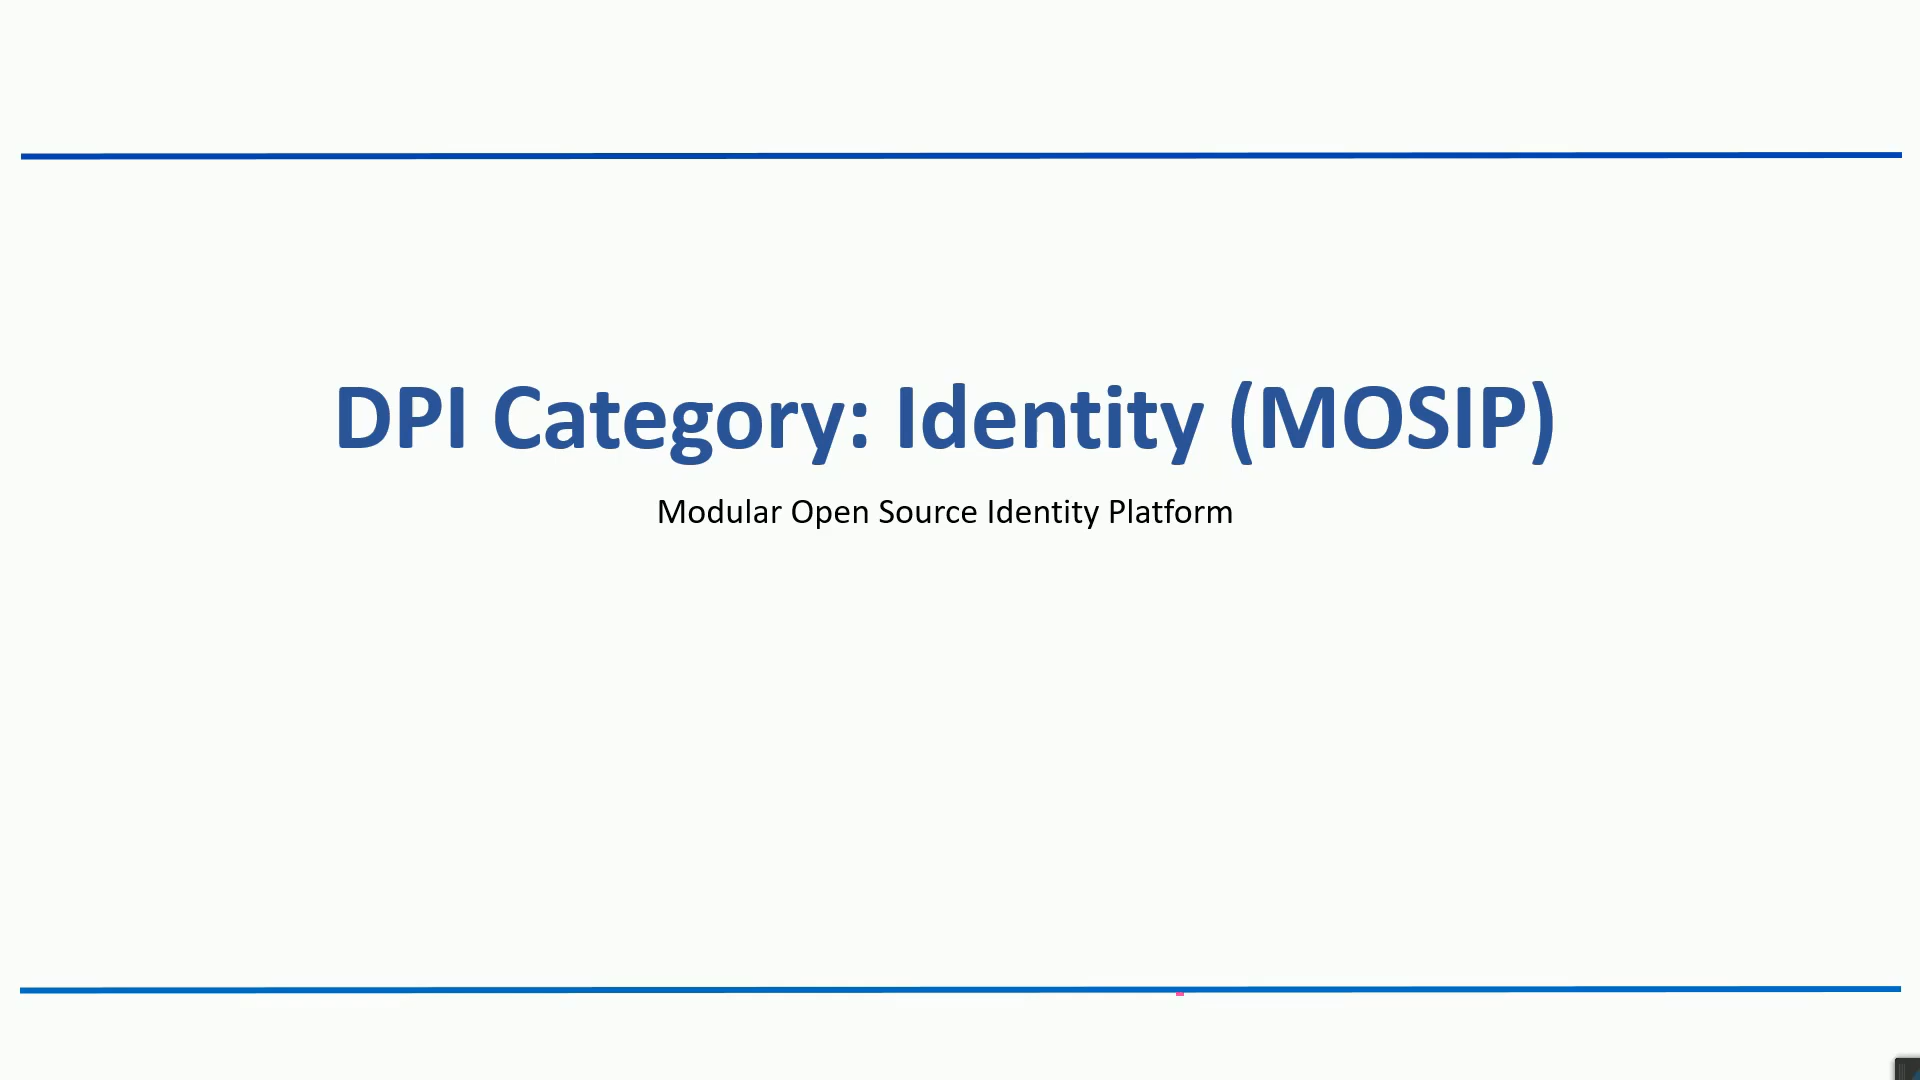 DPI Category: Identity (MOSIP)
Modular Open Source Identity Platform